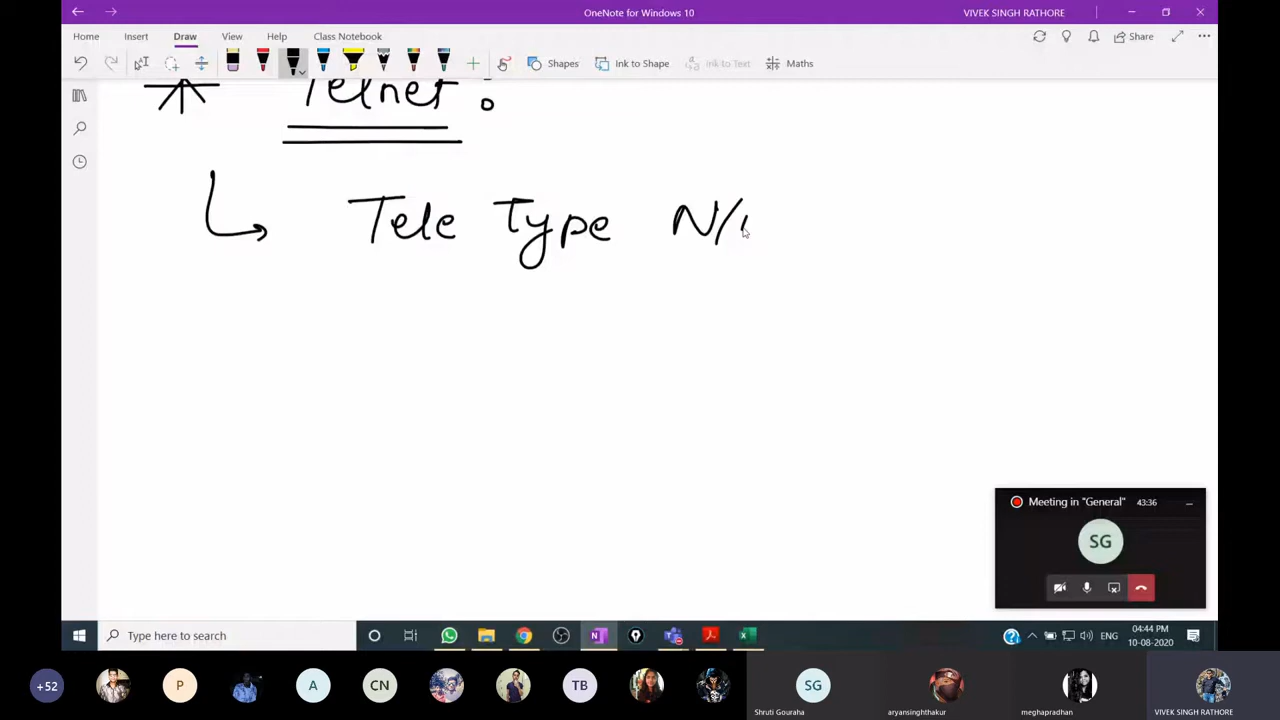 OneNote for Windows 10
VIVEK SINGH RATHORE
Home Insert Draw View Help Class Notebook
Share
Shapes Ink to Shape Ink to Text Maths
Telnet :
Tele Type N/
Meeting in "General" 43:36
SG
Type here to search
ENG
04:44 PM
10-08-2020
+52 P A CN TB SG
Shruti Gouraha aryansinghthakur meghapradhan VIVEK SINGH RATHORE